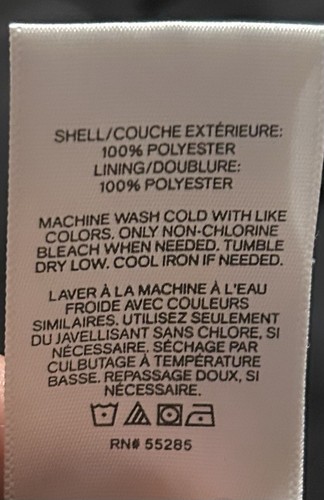 SHELL/COUCHE EXTÉRIEURE:
100% POLYESTER
LINING/DOUBLURE:
100% POLYESTER
MACHINE WASH COLD WITH LIKE
COLORS. ONLY NON-CHLORINE
BLEACH WHEN NEEDED. TUMBLE
DRY LOW. COOL IRON IF NEEDED.
LAVER À LA MACHINE À L'EAU
FROIDE AVEC COULEURS
SIMILAIRES. UTILISEZ SEULEMENT
DU JAVELLISANT SANS CHLORE, SI
NÉCESSAIRE. SÉCHAGE PAR
CULBUTAGE À TEMPÉRATURE
BASSE. REPASSAGE DOUX, SI
NÉCESSAIRE.
RN# 55285